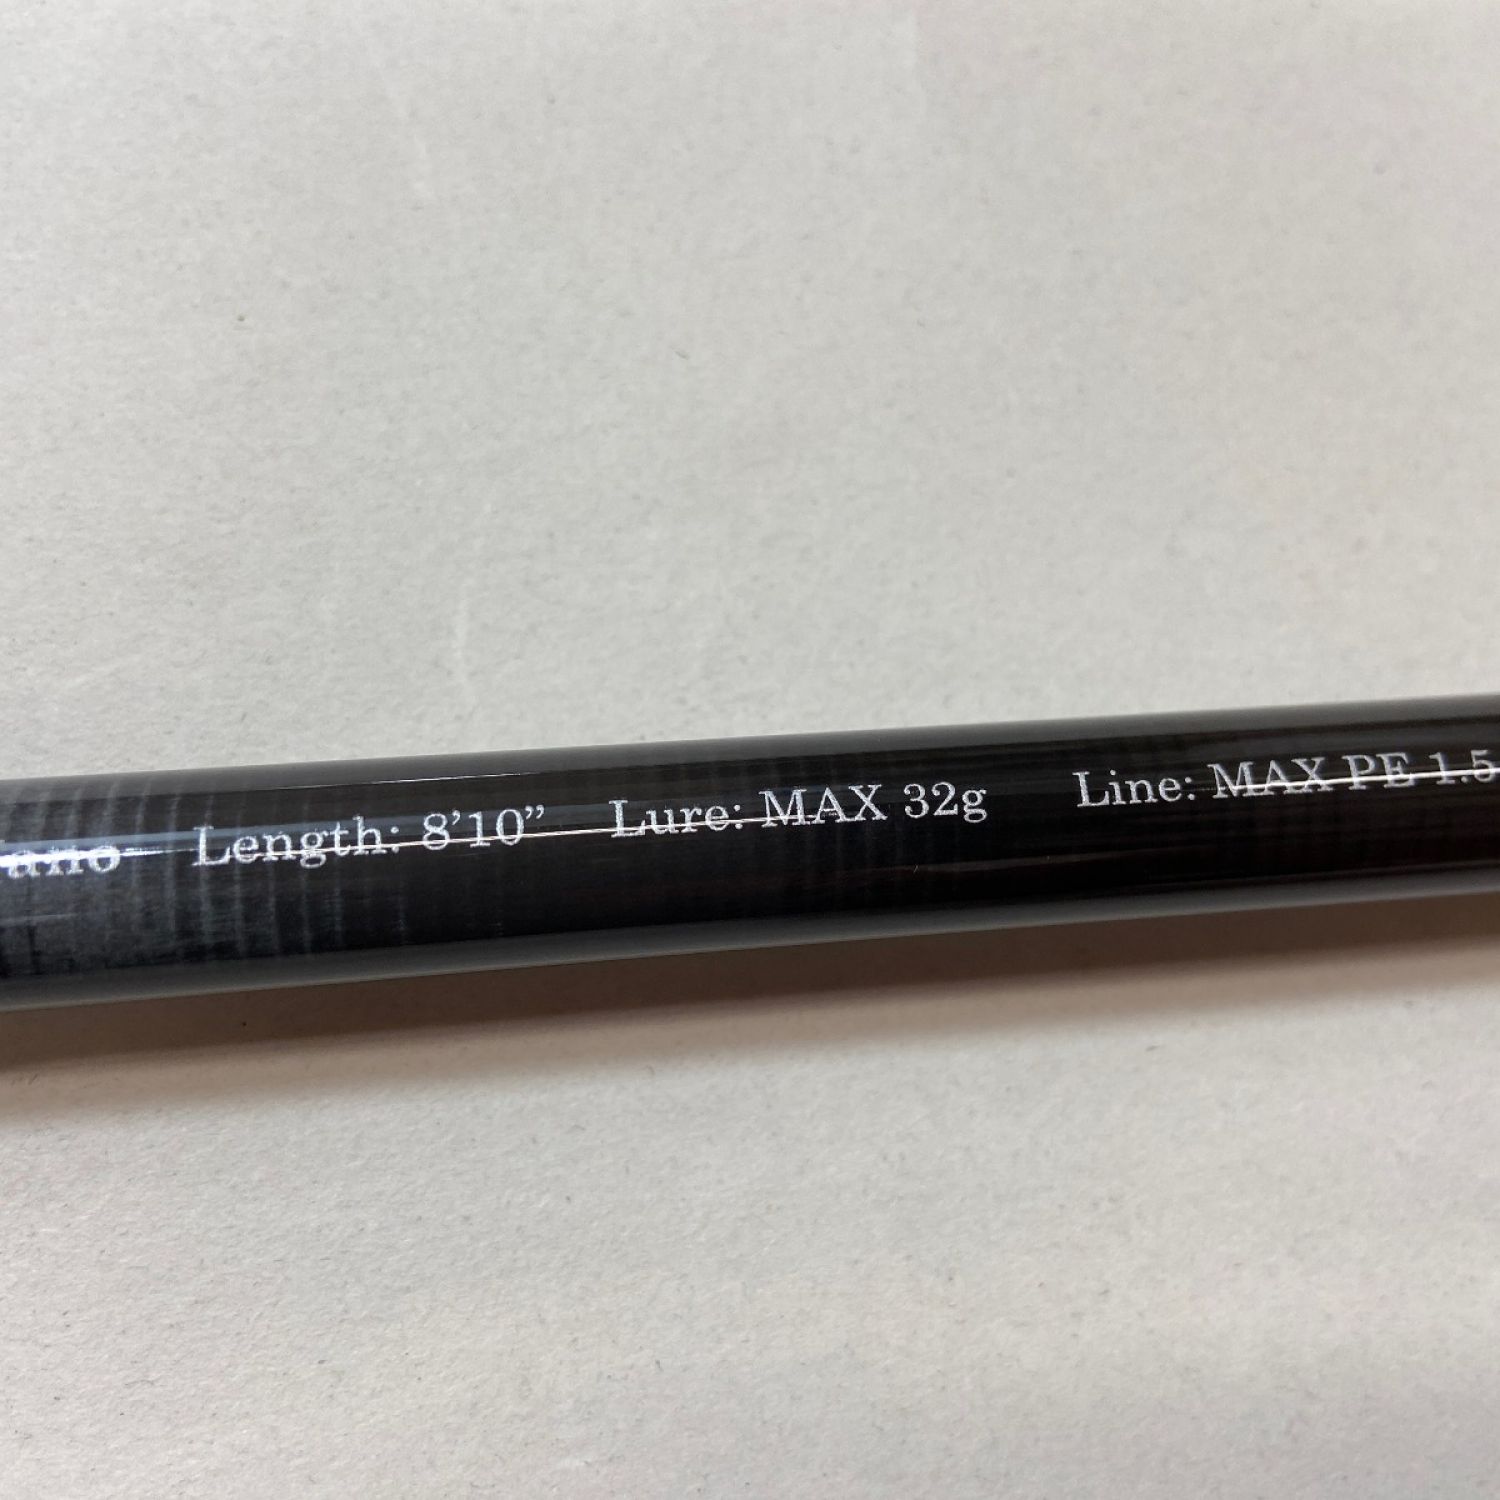 Length: 8’10” Lure: MAX 32g Line: MAX PE 1.5